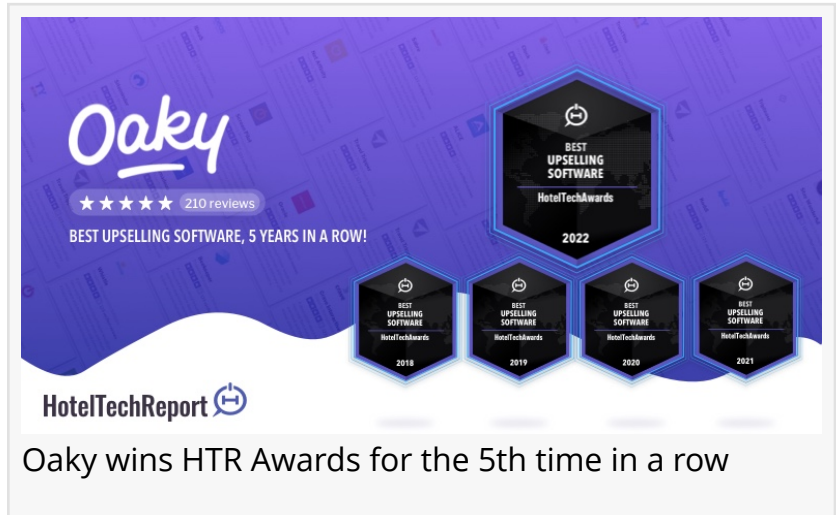 Oaky
210 reviews
BEST UPSELLING SOFTWARE, 5 YEARS IN A ROW!
BEST
UPSELLING
SOFTWARE
HotelTechAwards
2022
BEST
UPSELLING
SOFTWARE
HotelTechAwards
2018
BEST
UPSELLING
SOFTWARE
HotelTechAwards
2019
BEST
UPSELLING
SOFTWARE
HotelTechAwards
2020
BEST
UPSELLING
SOFTWARE
HotelTechAwards
2021
HotelTechReport
Oaky wins HTR Awards for the 5th time in a row